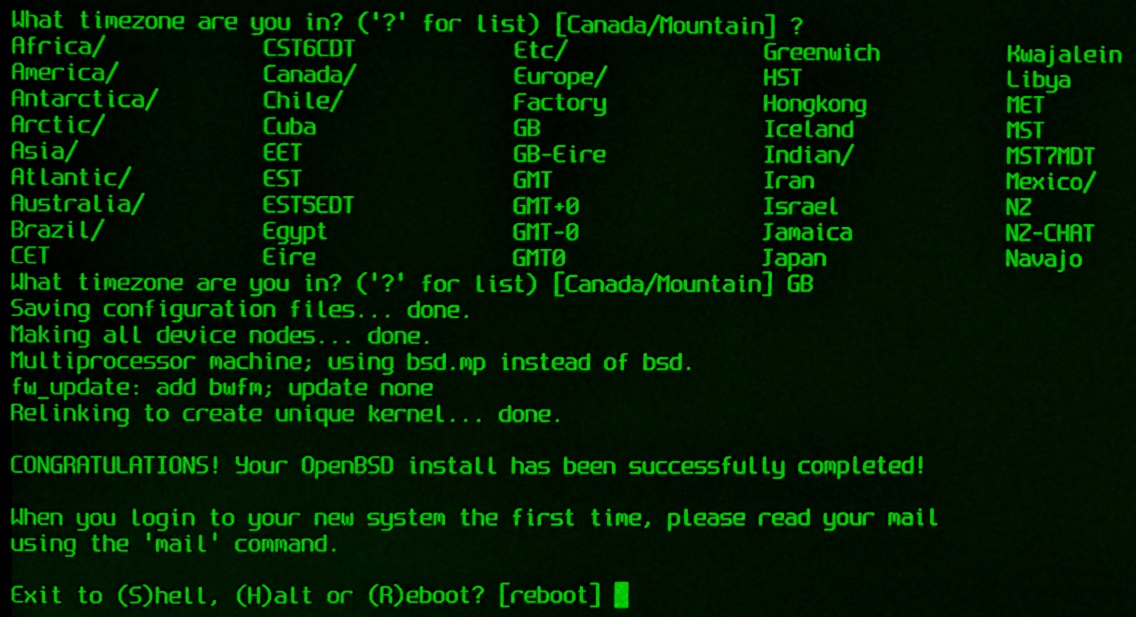 What timezone are you in? ('?' for list) [Canada/Mountain] ?
Africa/ CST6CDT Etc/ Greenwich Kwajalein
America/ Canada/ Europe/ HST Libya
Antarctica/ Chile/ Factory Hongkong MET
Arctic/ Cuba GB Iceland MST
Asia/ EET GB-Eire Indian/ MST7MDT
Atlantic/ EST GMT Iran Mexico/
Australia/ EST5EDT GMT+0 Israel NZ
Brazil/ Egypt GMT-0 Jamaica NZ-CHAT
CET Eire GMT0 Japan Navajo
What timezone are you in? ('?' for list) [Canada/Mountain] GB
Saving configuration files... done.
Making all device nodes... done.
Multiprocessor machine; using bsd.mp instead of bsd.
fw_update: add bwfm; update none
Relinking to create unique kernel... done.

CONGRATULATIONS! Your OpenBSD install has been successfully completed!

When you login to your new system the first time, please read your mail
using the 'mail' command.

Exit to (S)hell, (H)alt or (R)eboot? [reboot]